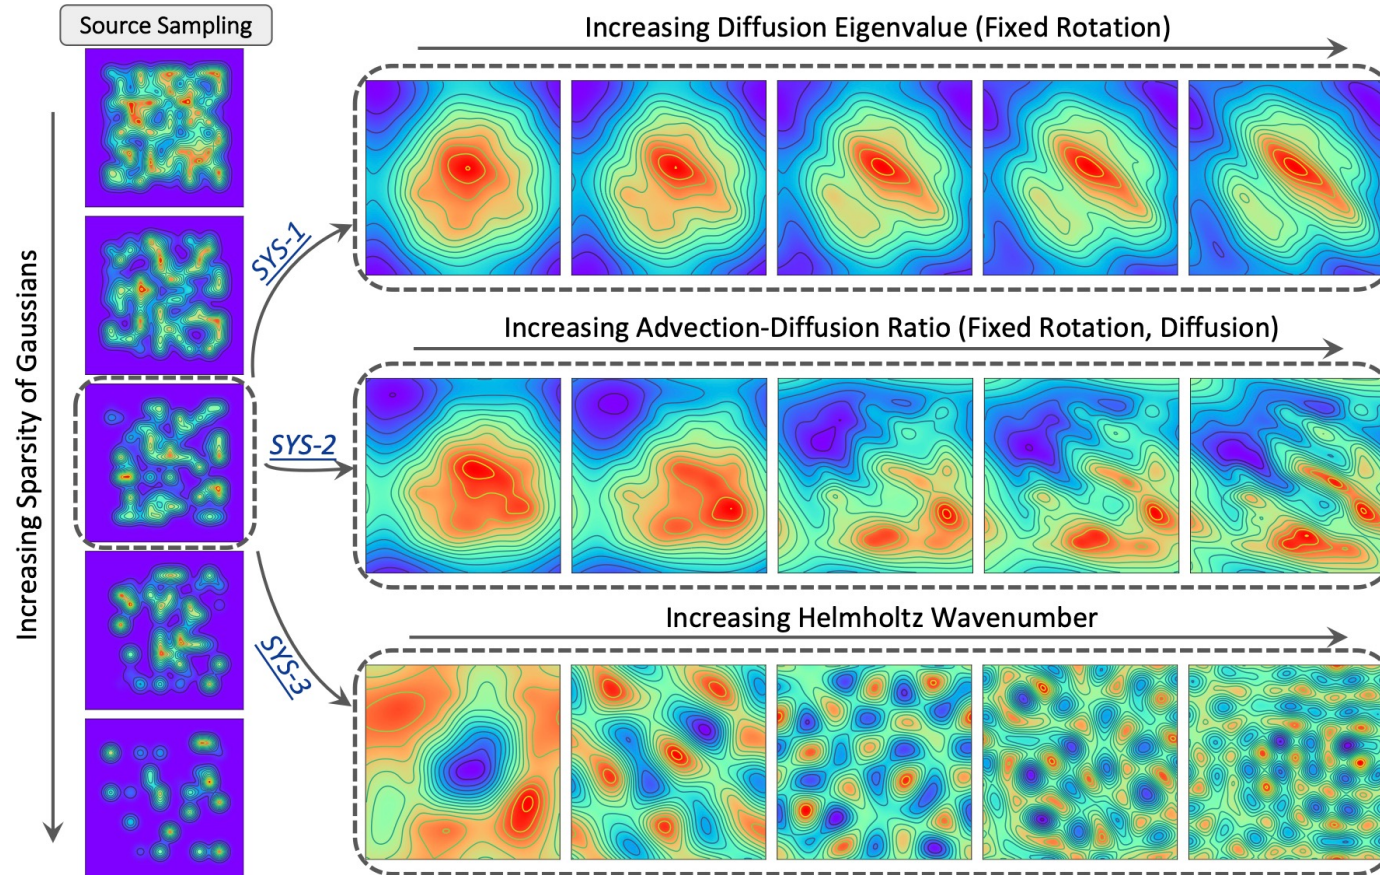 Source Sampling
Increasing Diffusion Eigenvalue (Fixed Rotation)
Increasing Sparsity of Gaussians
SYS-1
Increasing Advection-Diffusion Ratio (Fixed Rotation, Diffusion)
SYS-2
Increasing Helmholtz Wavenumber
SYS-3